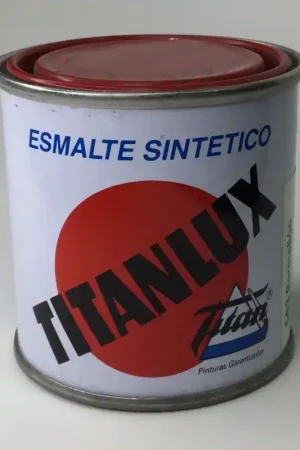 ESMALTE SINTETICO
TITANLUX
Titan®
Pinturas Garantizadas